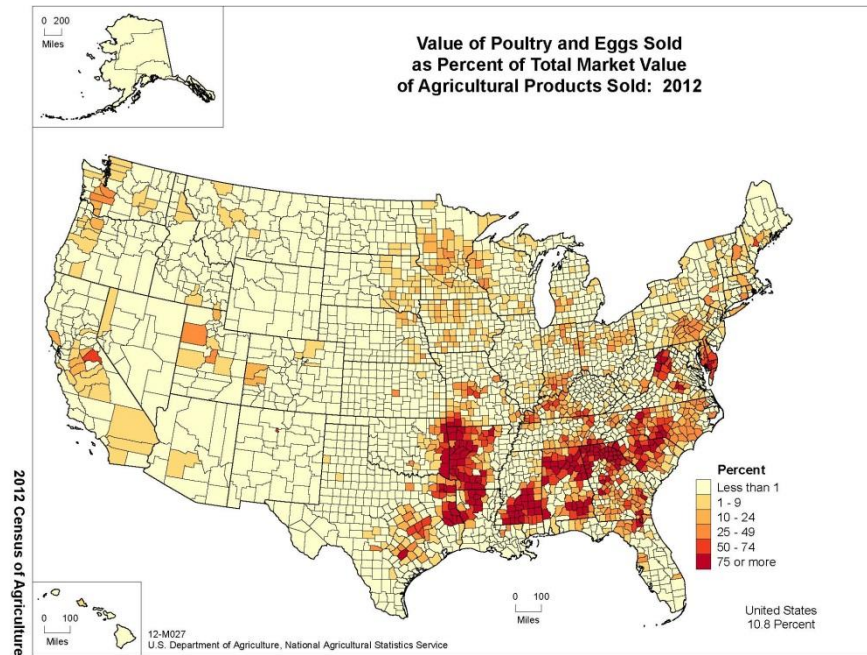 0 200
Miles
Value of Poultry and Eggs Sold
as Percent of Total Market Value
of Agricultural Products Sold: 2012
2012 Census of Agriculture
Percent
Less than 1
1 - 9
10 - 24
25 - 49
50 - 74
75 or more
0 100
Miles
0 100
Miles
United States
10.8 Percent
12-M027
U.S. Department of Agriculture, National Agricultural Statistics Service